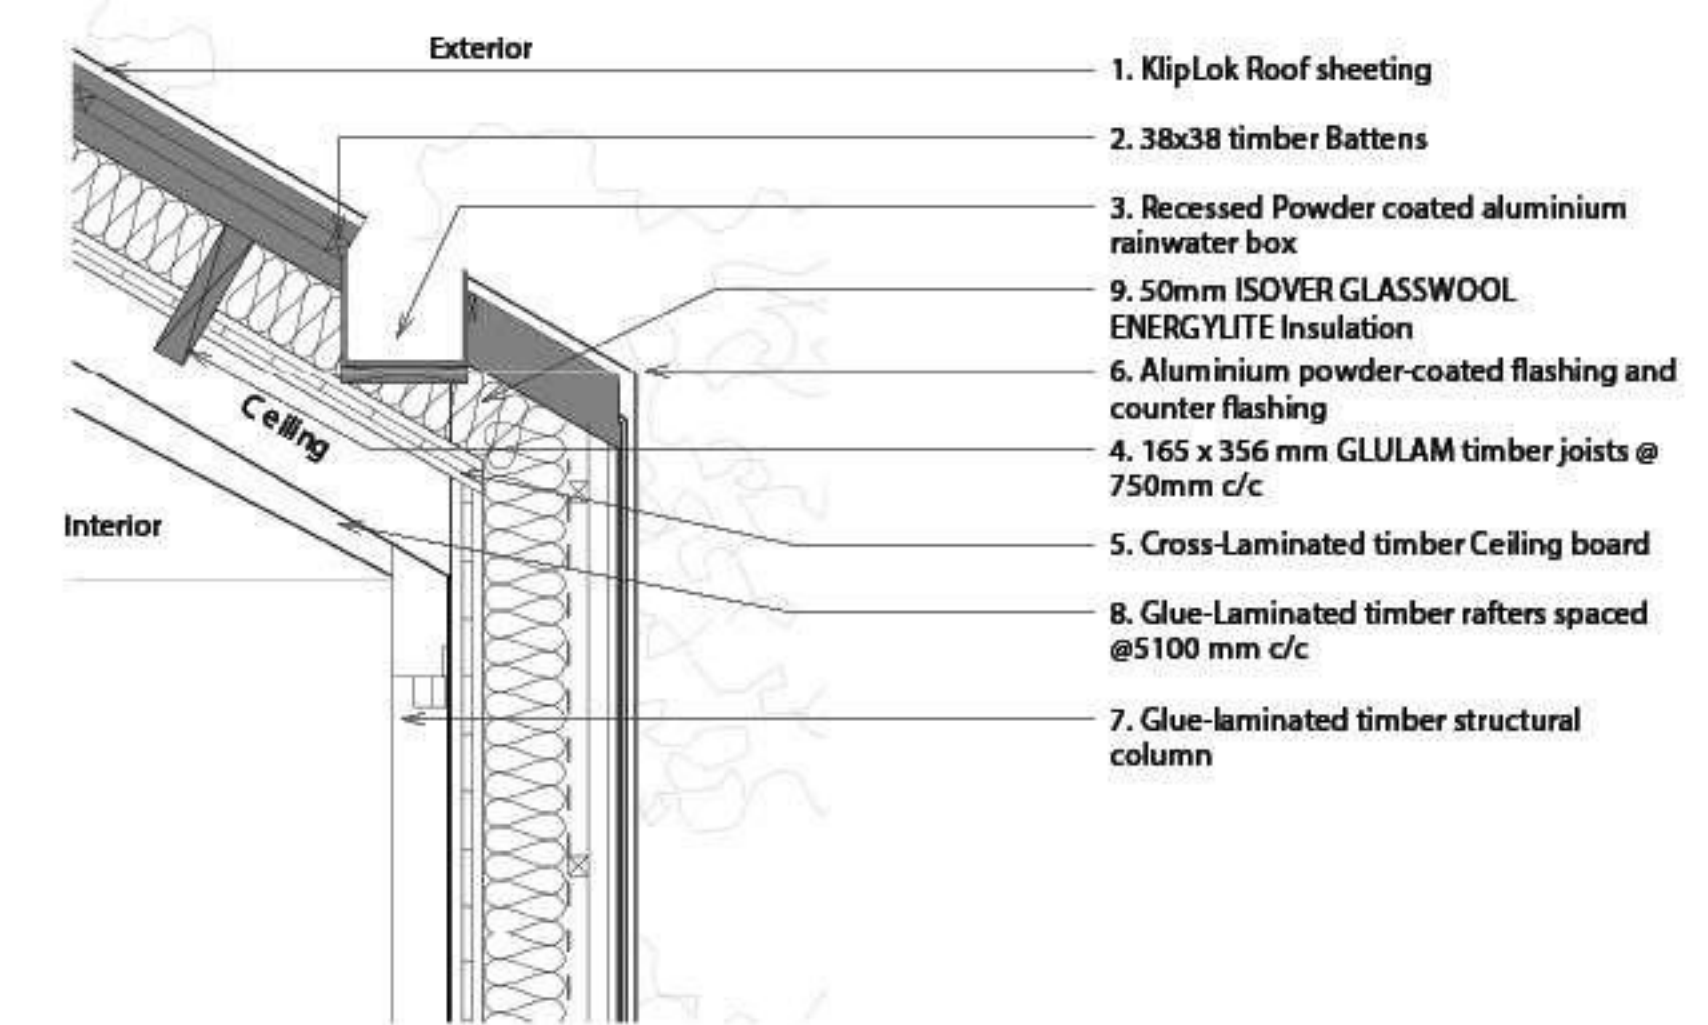 Exterior
1. KlipLok Roof sheeting
2. 38x38 timber Battens
3. Recessed Powder coated aluminium
rainwater box
9. 50mm ISOVER GLASSWOOL
ENERGYLITE Insulation
6. Aluminium powder-coated flashing and
counter flashing
Ceiling
4. 165 x 356 mm GLULAM timber joists @
750mm c/c
Interior
5. Cross-Laminated timber Ceiling board
8. Glue-Laminated timber rafters spaced
@5100 mm c/c
7. Glue-laminated timber structural
column